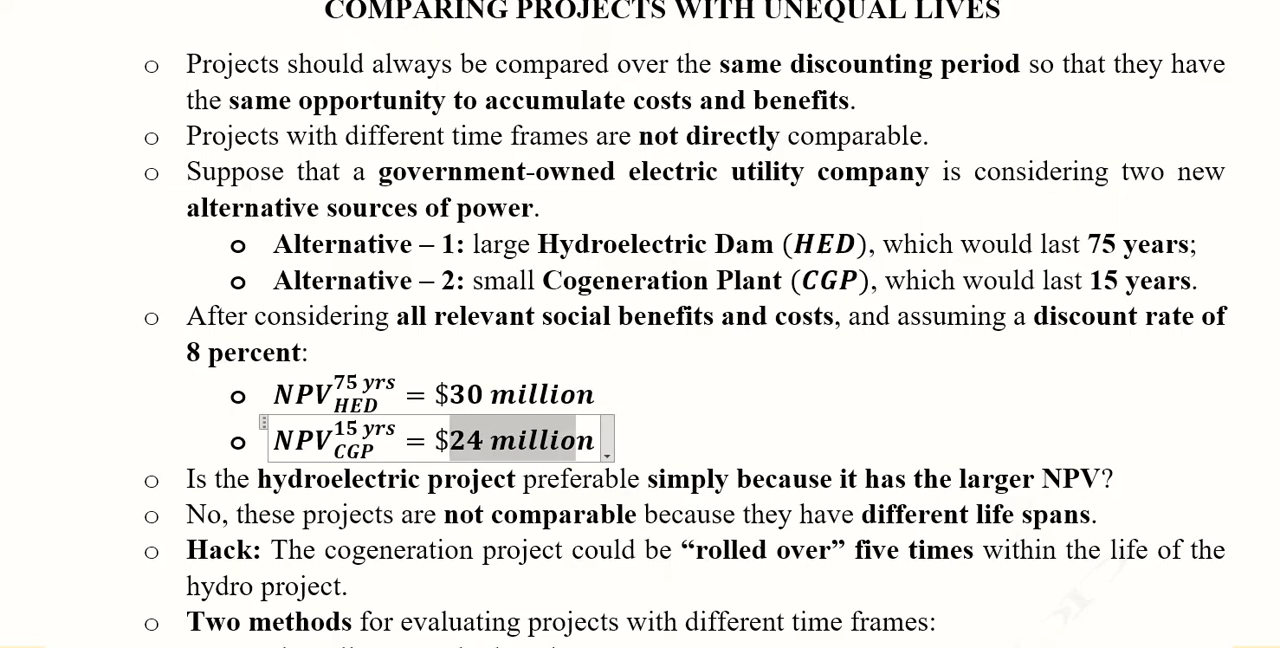 COMPARING PROJECTS WITH UNEQUAL LIVES
o Projects should always be compared over the same discounting period so that they have
the same opportunity to accumulate costs and benefits.
o Projects with different time frames are not directly comparable.
o Suppose that a government-owned electric utility company is considering two new
alternative sources of power.
o Alternative – 1: large Hydroelectric Dam (HED), which would last 75 years;
o Alternative – 2: small Cogeneration Plant (CGP), which would last 15 years.
o After considering all relevant social benefits and costs, and assuming a discount rate of
8 percent:
o NPV_HED^75 yrs = $30 million
o NPV_CGP^15 yrs = $24 million
o Is the hydroelectric project preferable simply because it has the larger NPV?
o No, these projects are not comparable because they have different life spans.
o Hack: The cogeneration project could be “rolled over” five times within the life of the
hydro project.
o Two methods for evaluating projects with different time frames: